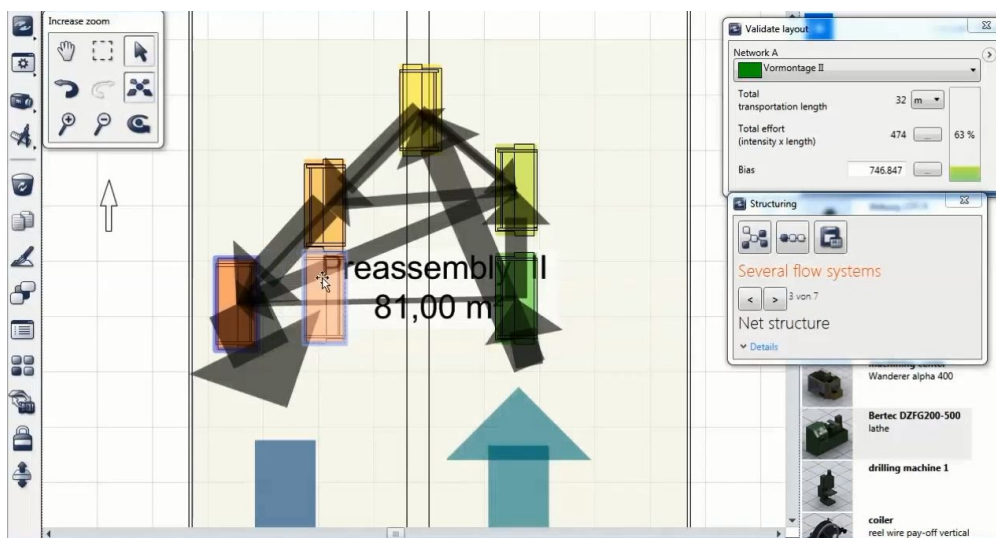 Increase zoom
Preassembly II
81,00 m²
Validate layout
Network A
Vormontage II
Total
transportation length
32
m
Total effort
(intensity x length)
474
...
63 %
Bias
746.847
...
Structuring
Several flow systems
< > 3 von 7
Net structure
Details
machining center
Wanderer alpha 400
Bertec DZFG200-500
lathe
drilling machine 1
coiler
reel wire pay-off vertical